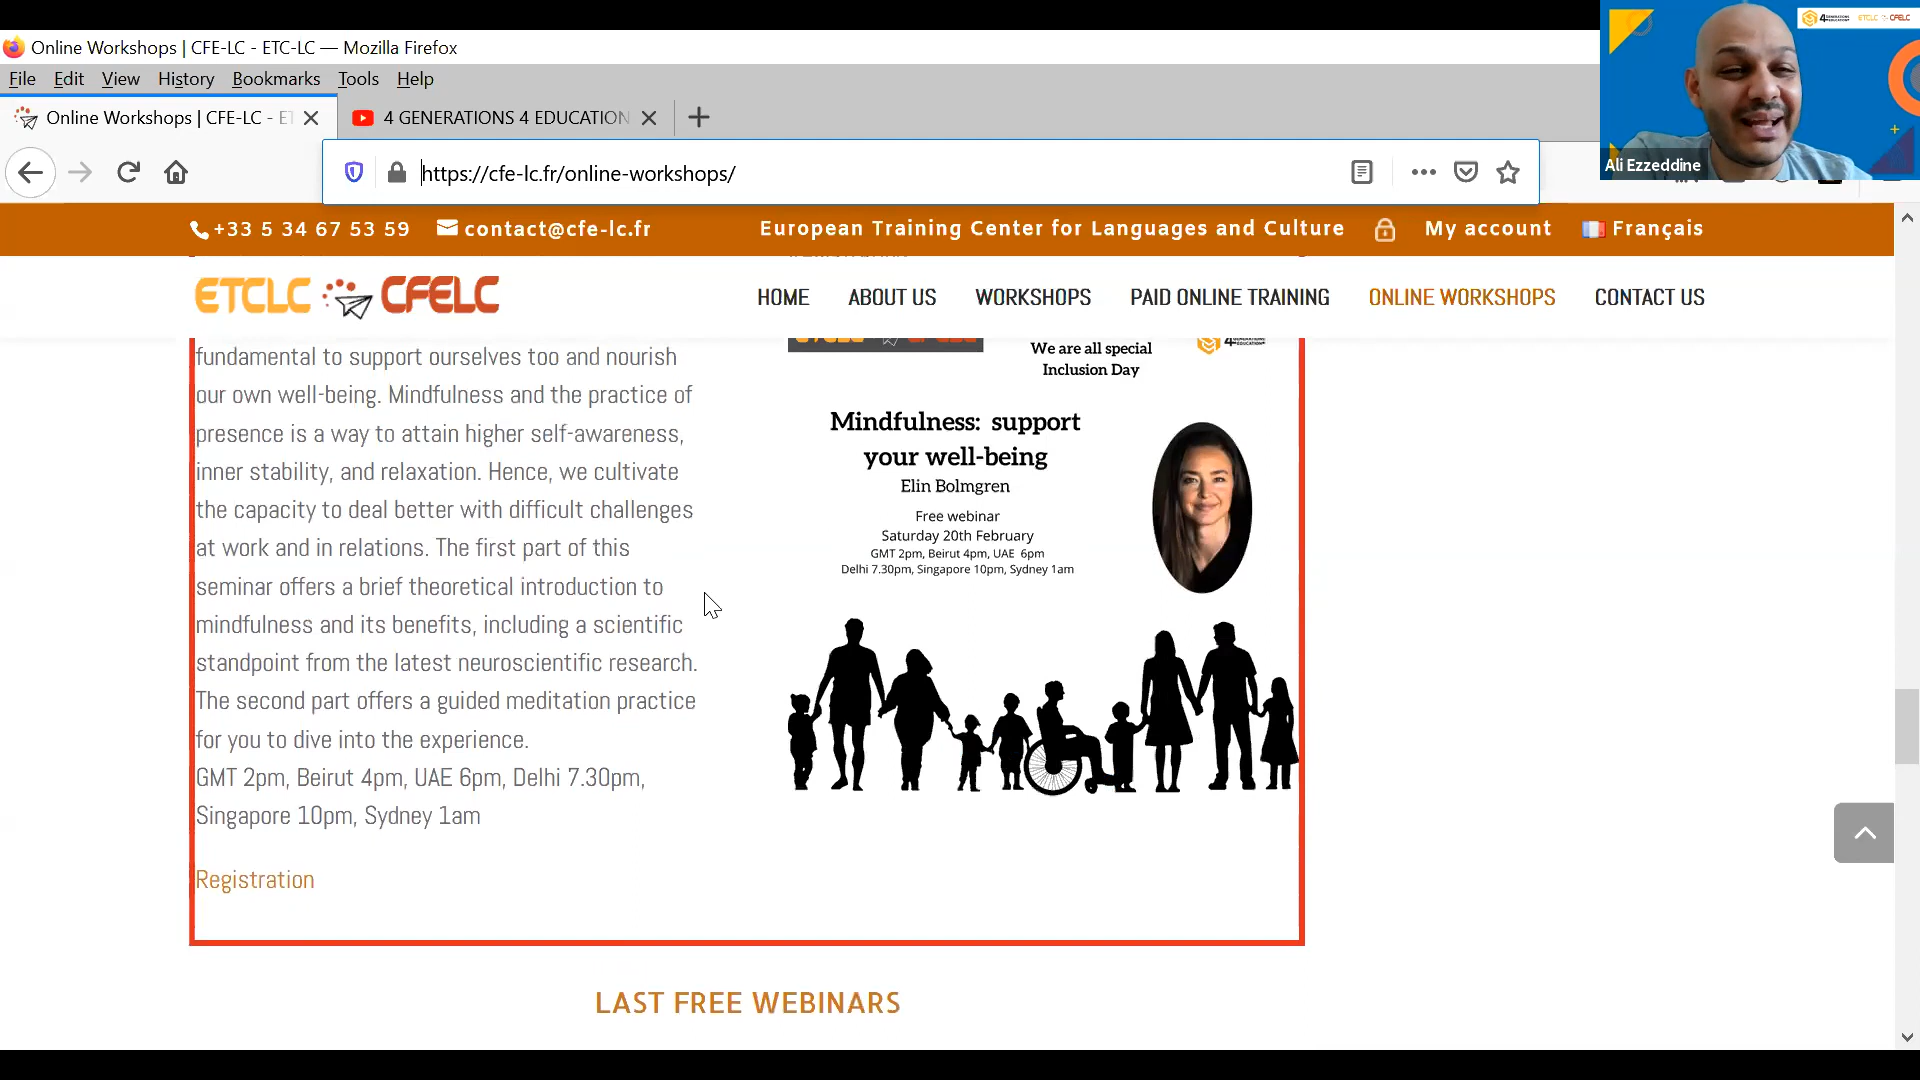 Online Workshops | CFE-LC - ETC-LC — Mozilla Firefox
File Edit View History Bookmarks Tools Help
Online Workshops | CFE-LC - ET
4 GENERATIONS 4 EDUCATION
https://cfe-lc.fr/online-workshops/
Ali Ezzeddine
+33 5 34 67 53 59 contact@cfe-lc.fr European Training Center for Languages and Culture My account Français
ETCLC CFELC
HOME ABOUT US WORKSHOPS PAID ONLINE TRAINING ONLINE WORKSHOPS CONTACT US
fundamental to support ourselves too and nourish
our own well-being. Mindfulness and the practice of
presence is a way to attain higher self-awareness,
inner stability, and relaxation. Hence, we cultivate
the capacity to deal better with difficult challenges
at work and in relations. The first part of this
seminar offers a brief theoretical introduction to
mindfulness and its benefits, including a scientific
standpoint from the latest neuroscientific research.
The second part offers a guided meditation practice
for you to dive into the experience.
GMT 2pm, Beirut 4pm, UAE 6pm, Delhi 7.30pm,
Singapore 10pm, Sydney 1am
Registration
We are all special
Inclusion Day
Mindfulness: support
your well-being
Elin Bolmgren
Free webinar
Saturday 20th February
GMT 2pm, Beirut 4pm, UAE 6pm
Delhi 7.30pm, Singapore 10pm, Sydney 1am
LAST FREE WEBINARS